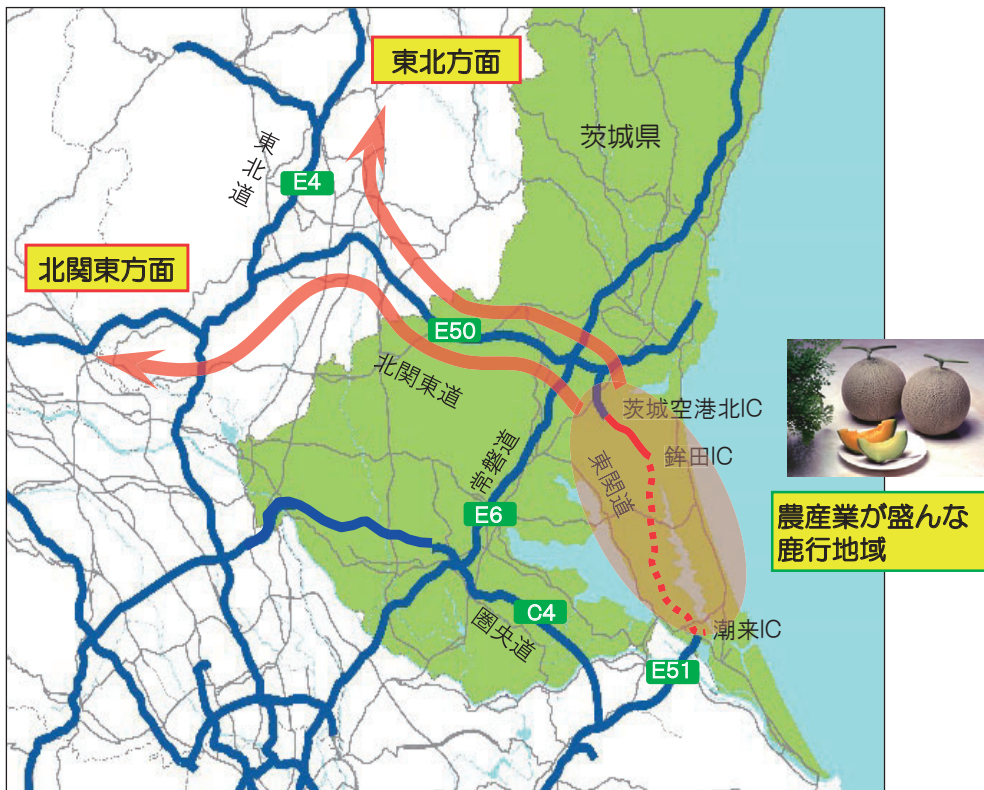 東北方面
茨城県
東北道
E4
北関東方面
E50
北関東道
茨城空港北IC
鉾田IC
東関道
常磐道
E6
農産業が盛んな
鹿行地域
C4
圏央道
潮来IC
E51